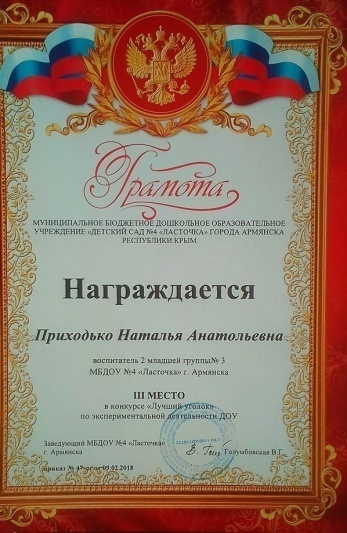 Грамота
МУНИЦИПАЛЬНОЕ БЮДЖЕТНОЕ ДОШКОЛЬНОЕ ОБРАЗОВАТЕЛЬНОЕ
УЧРЕЖДЕНИЕ «ДЕТСКИЙ САД №4 «ЛАСТОЧКА» ГОРОДА АРМЯНСКА
РЕСПУБЛИКИ КРЫМ
Награждается
Приходько Наталья Анатольевна
воспитатель 2 младшей группы№ 3
МБДОУ №4 «Ласточка» г. Армянска
III МЕСТО
в конкурсе «Лучший уголок»
по экспериментальной деятельности ДОУ
Заведующий МБДОУ №4 «Ласточка»
г. Армянска Голумбовская В.Г.
приказ № 47 от 09.02.2018